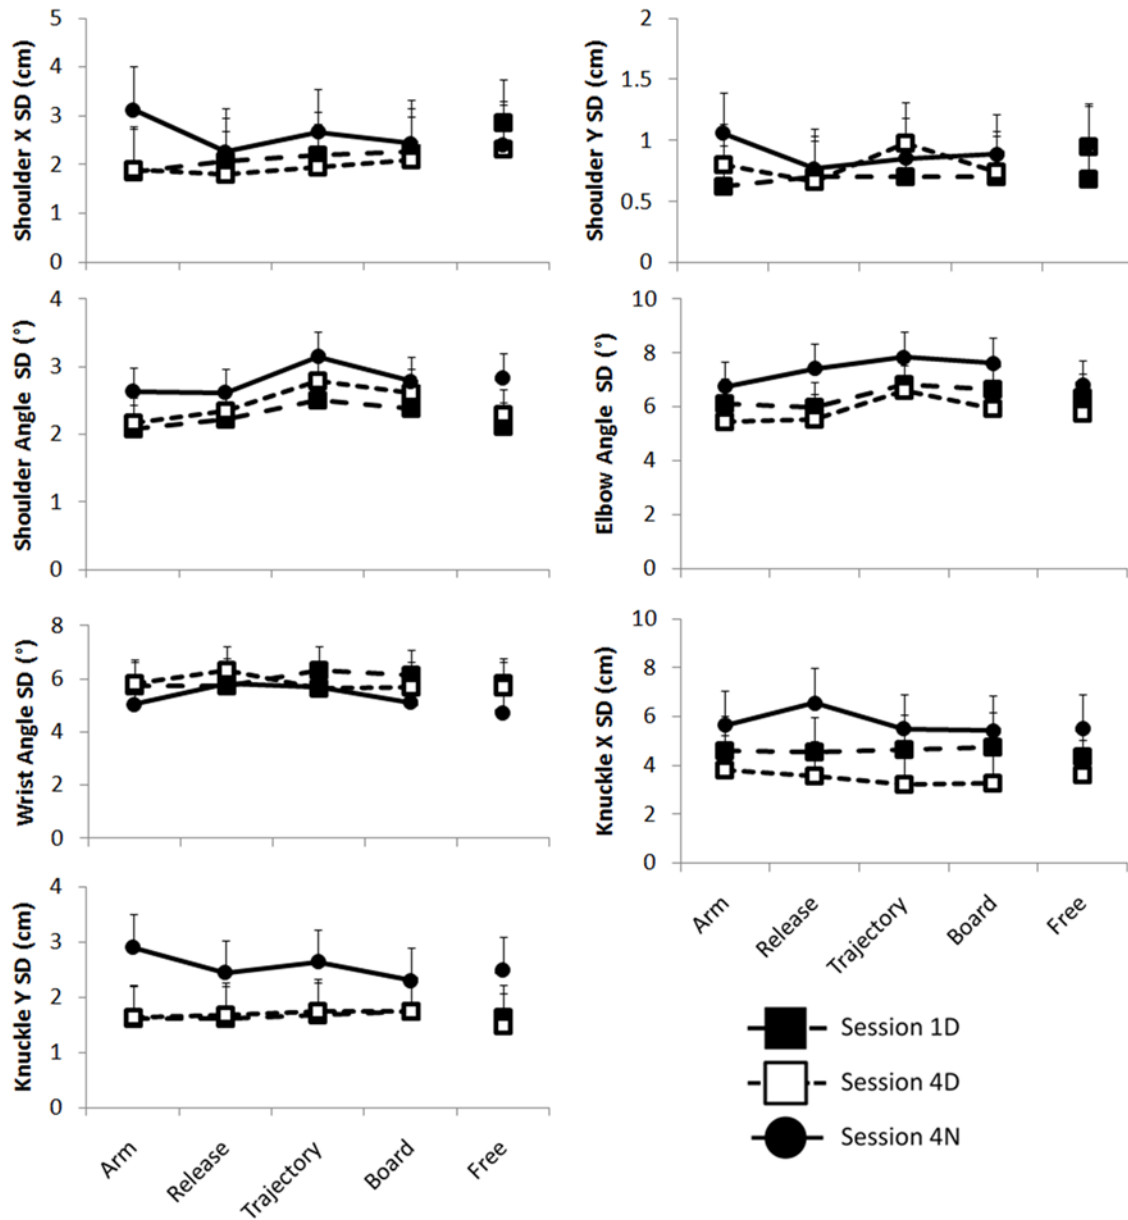 Shoulder X SD (cm)
5
4
3
2
1
0
Shoulder Y SD (cm)
2
1.5
1
0.5
0
Shoulder Angle SD (°)
4
3
2
1
0
Elbow Angle SD (°)
10
8
6
4
2
0
Wrist Angle SD (°)
8
6
4
2
0
Knuckle X SD (cm)
10
8
6
4
2
0
Arm
Release
Trajectory
Board
Free
Knuckle Y SD (cm)
4
3
2
1
0
Arm
Release
Trajectory
Board
Free
Session 1D
Session 4D
Session 4N